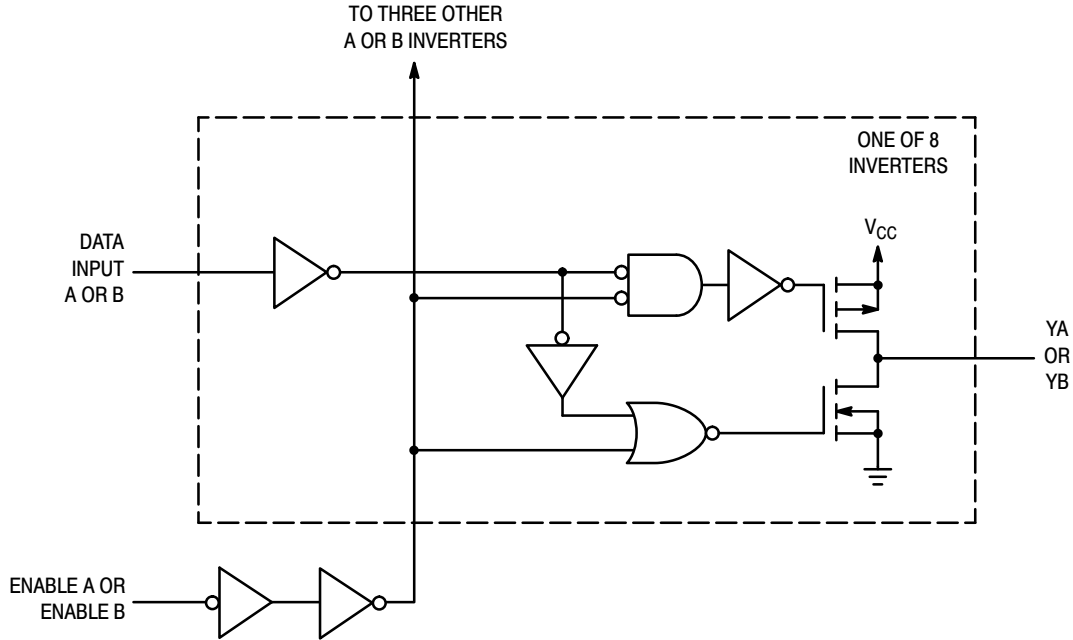 TO THREE OTHER
A OR B INVERTERS
ONE OF 8
INVERTERS
DATA
INPUT
A OR B
VCC
YA
OR
YB
ENABLE A OR
ENABLE B